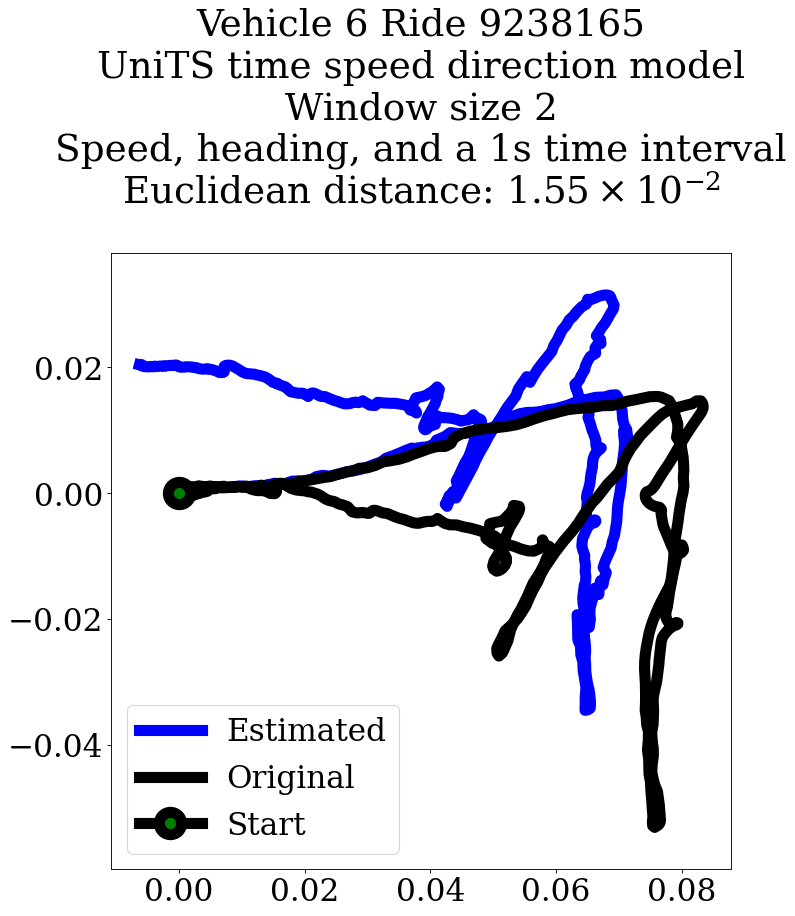 Vehicle 6 Ride 9238165
UniTS time speed direction model
Window size 2
Speed, heading, and a 1s time interval
Euclidean distance: 1.55 × 10⁻²
0.02
0.00
−0.02
−0.04
Estimated
Original
Start
0.00 0.02 0.04 0.06 0.08